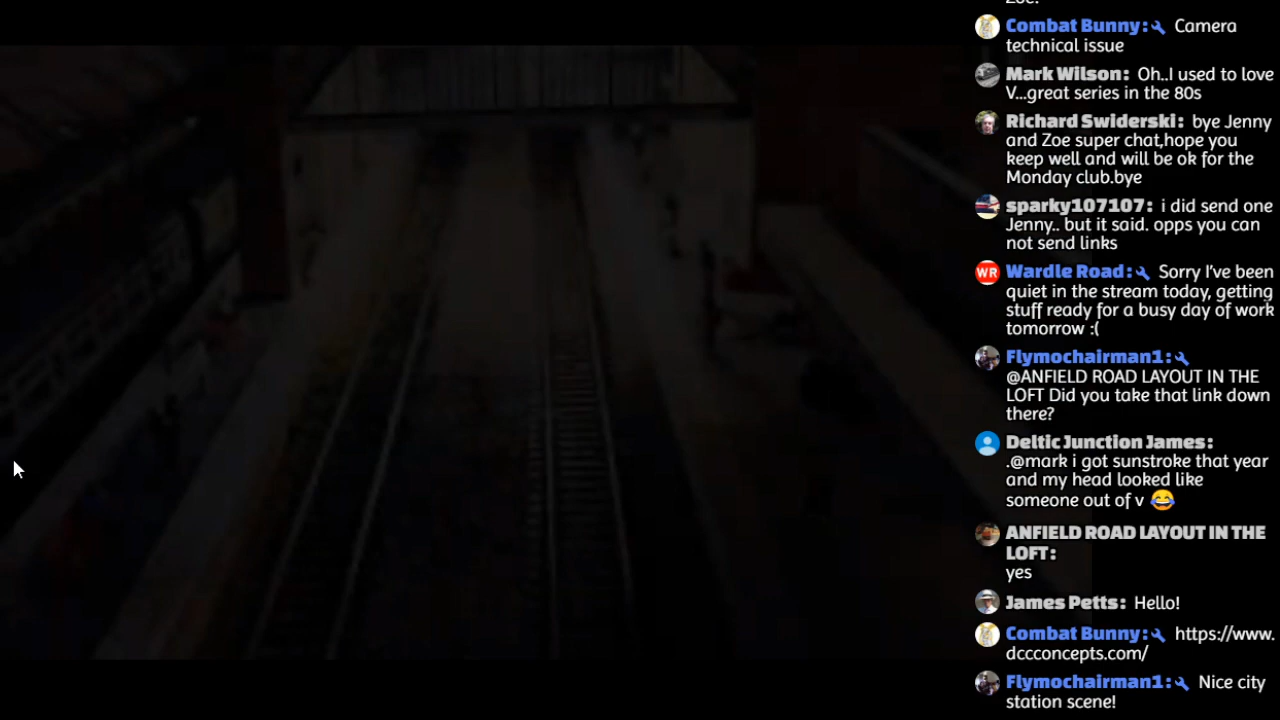 Zoe.
Combat Bunny: Camera
technical issue
Mark Wilson: Oh..I used to love
V...great series in the 80s
Richard Swiderski: bye Jenny
and Zoe super chat,hope you
keep well and will be ok for the
Monday club.bye
sparky107107: i did send one
Jenny.. but it said. opps you can
not send links
WR Wardle Road: Sorry I've been
quiet in the stream today, getting
stuff ready for a busy day of work
tomorrow :(
Flymochairman1:
@ANFIELD ROAD LAYOUT IN THE
LOFT Did you take that link down
there?
Deltic Junction James:
.@mark i got sunstroke that year
and my head looked like
someone out of v 😂
ANFIELD ROAD LAYOUT IN THE
LOFT:
yes
James Petts: Hello!
Combat Bunny: https://www.
dccconcepts.com/
Flymochairman1: Nice city
station scene!